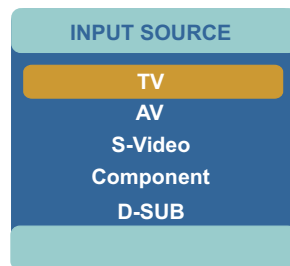 INPUT SOURCE
TV
AV
S-Video
Component
D-SUB